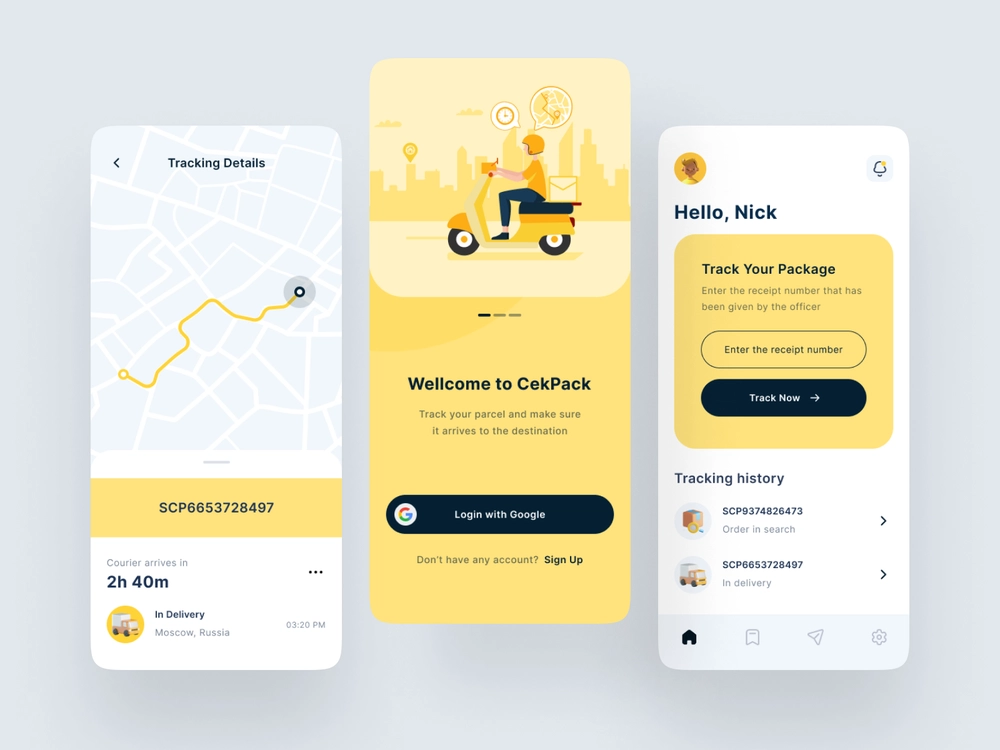 Tracking Details
SCP6653728497
Courier arrives in
2h 40m
In Delivery
Moscow, Russia
03:20 PM
Wellcome to CekPack
Track your parcel and make sure
it arrives to the destination
Login with Google
Don't have any account? Sign Up
Hello, Nick
Track Your Package
Enter the receipt number that has
been given by the officer
Enter the receipt number
Track Now
Tracking history
SCP9374826473
Order in search
SCP6653728497
In delivery